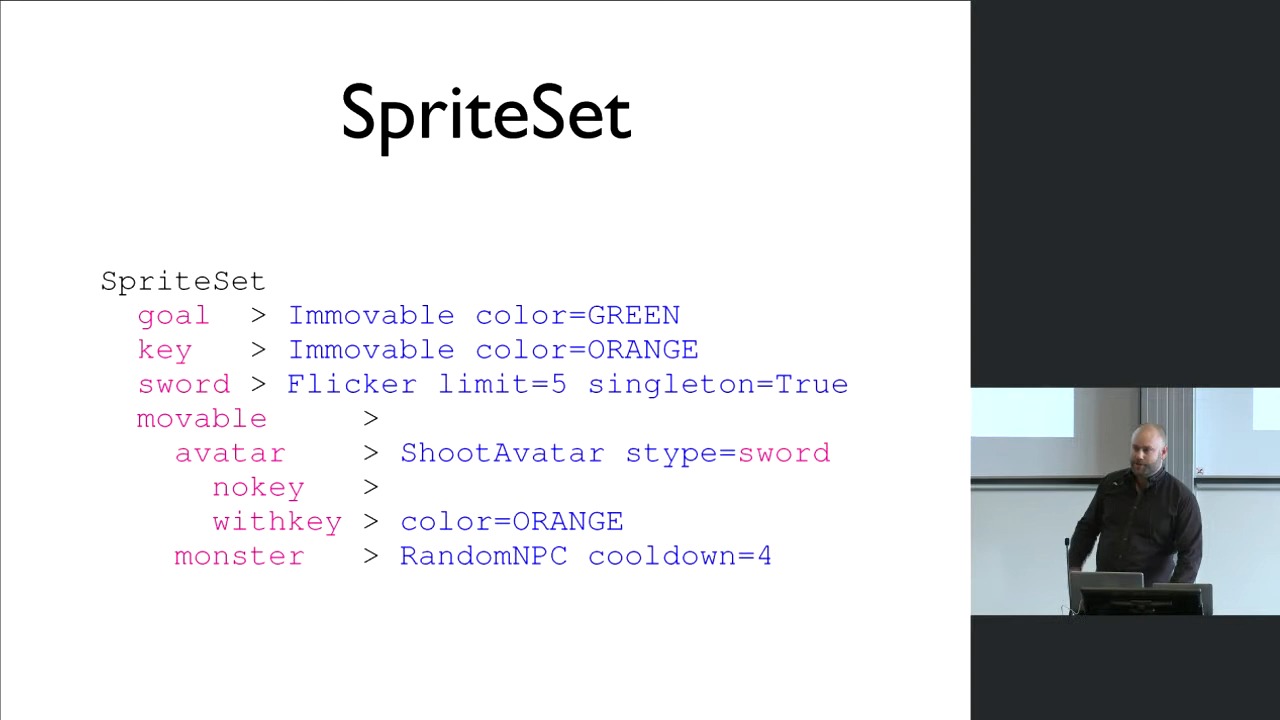 SpriteSet
SpriteSet
goal > Immovable color=GREEN
key > Immovable color=ORANGE
sword > Flicker limit=5 singleton=True
movable >
avatar > ShootAvatar stype=sword
nokey >
withkey > color=ORANGE
monster > RandomNPC cooldown=4